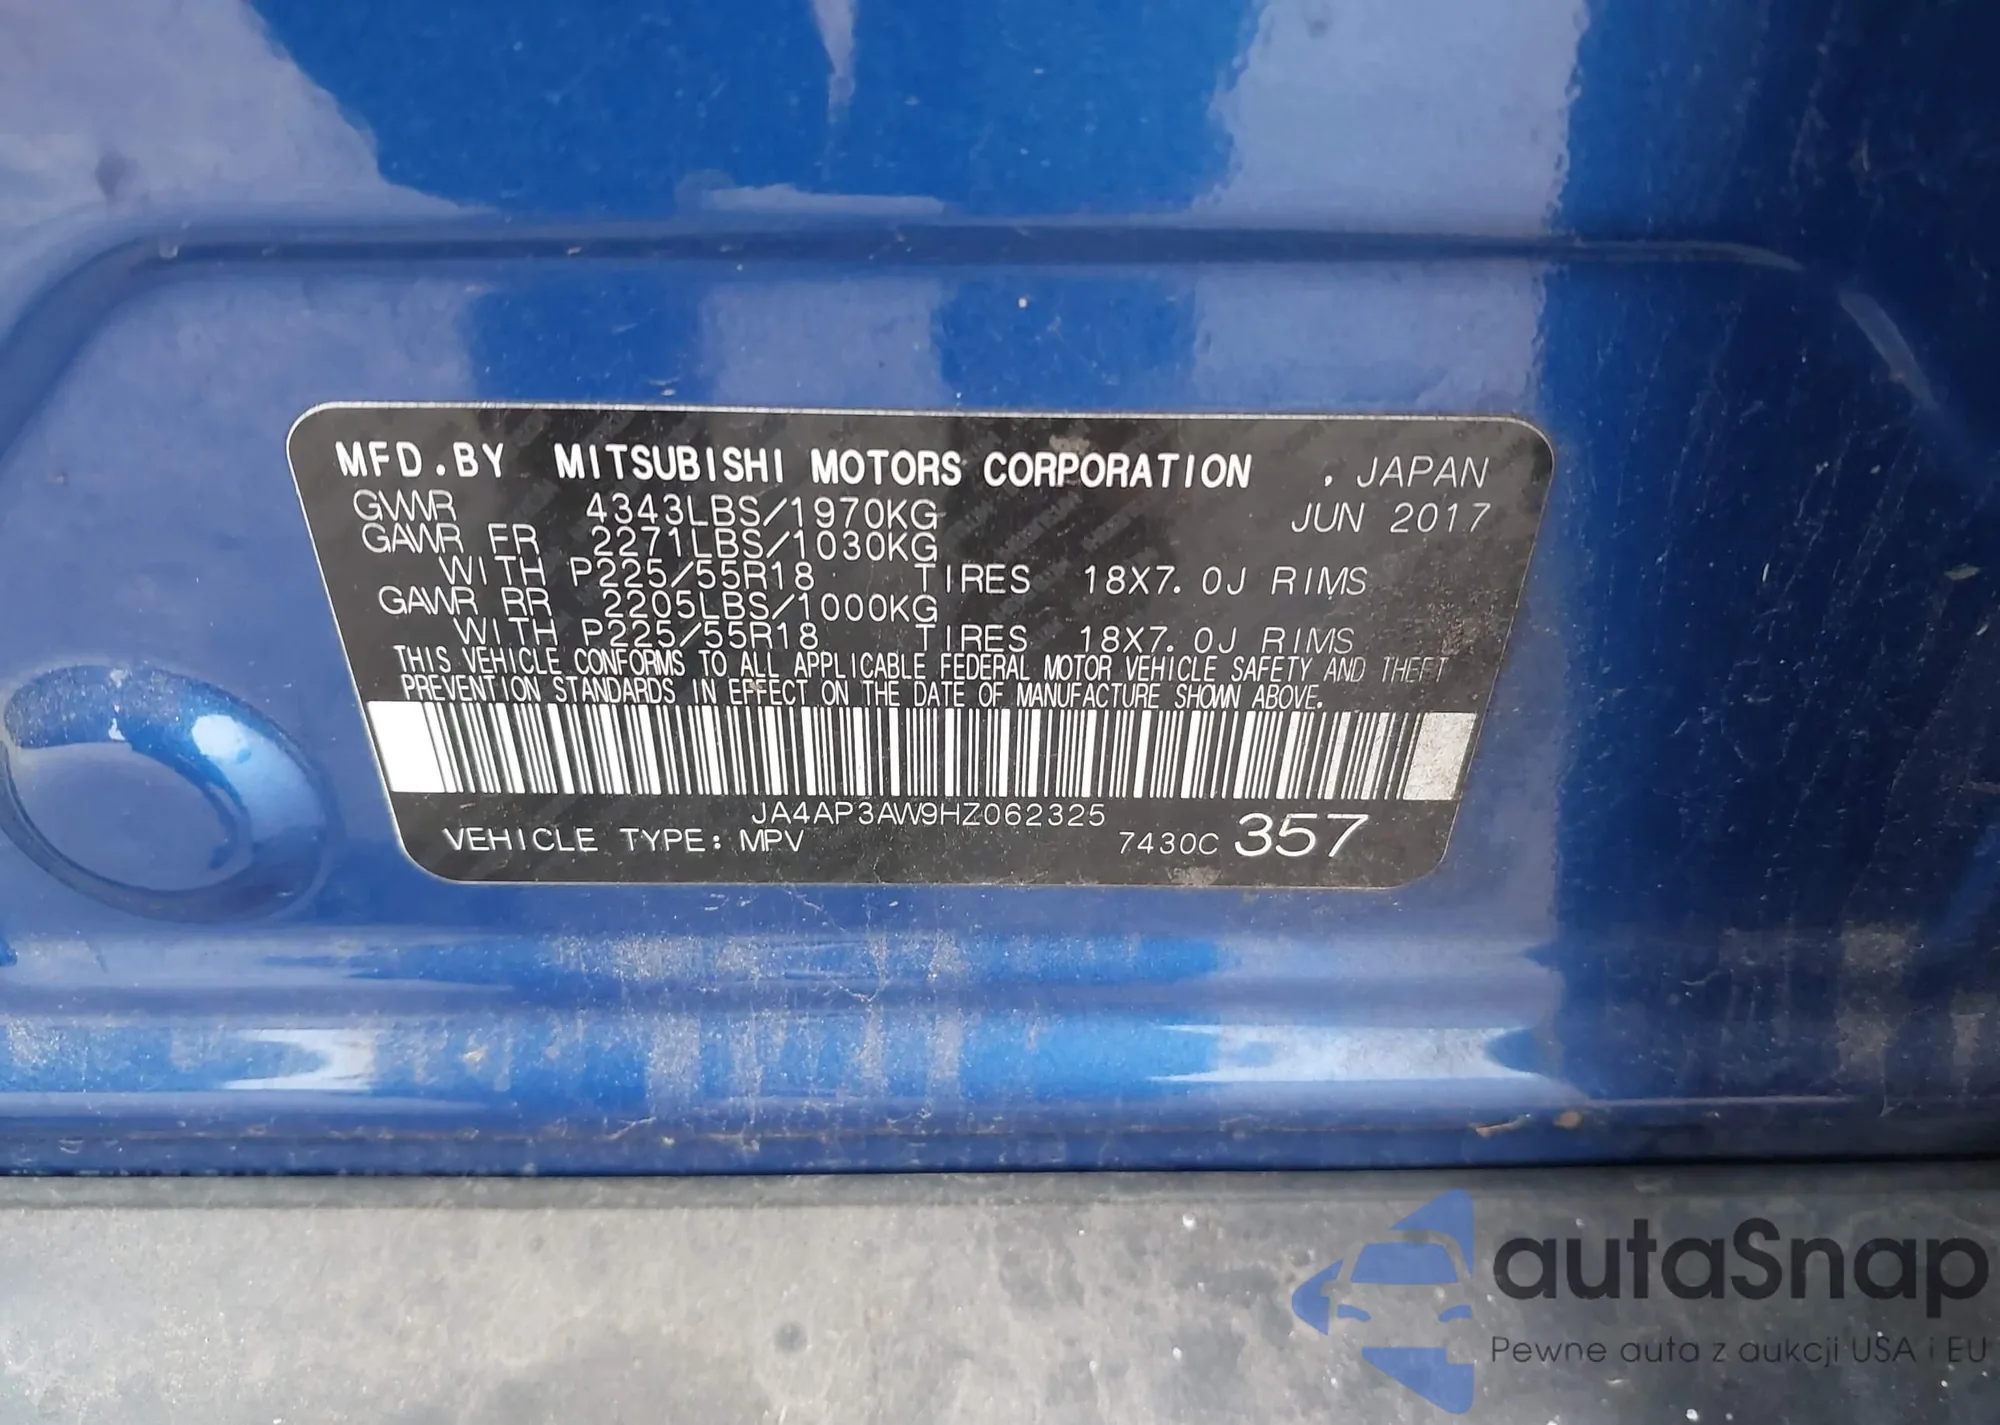 MFD.BY MITSUBISHI MOTORS CORPORATION , JAPAN
GVWR 4343LBS/1970KG JUN 2017
GAWR FR 2271LBS/1030KG
WITH P225/55R18 TIRES 18X7.0J RIMS
GAWR RR 2205LBS/1000KG
WITH P225/55R18 TIRES 18X7.0J RIMS
THIS VEHICLE CONFORMS TO ALL APPLICABLE FEDERAL MOTOR VEHICLE SAFETY AND THEFT
PREVENTION STANDARDS IN EFFECT ON THE DATE OF MANUFACTURE SHOWN ABOVE.
JA4AP3AW9HZ062325
VEHICLE TYPE: MPV 7430C 357
autaSnap
Pewne auta z aukcji USA i EU